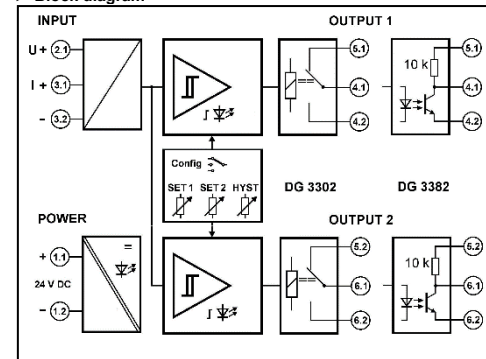 Block diagram
INPUT
OUTPUT 1
U + 2.1
I + 3.1
− 3.2
5.1
4.1
4.2
10 k
5.1
4.1
4.2
Config
SET 1 SET 2 HYST
DG 3302
DG 3382
POWER
OUTPUT 2
+ 1.1
24 V DC
− 1.2
=
5.2
6.1
6.2
10 k
5.2
6.1
6.2